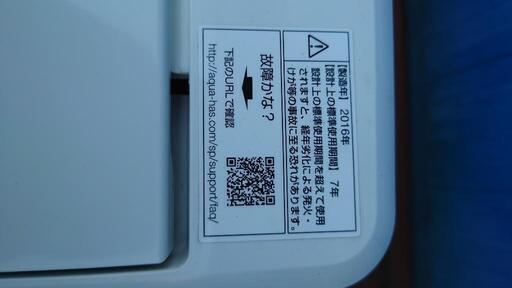 【製造年】 2016年
【設計上の標準使用期間】 7年
設計上の標準使用期間を超えて使用
されますと、経年劣化による発火・
けが等の事故に至る恐れがあります。
故障かな？
下記のURLで確認
http://aqua-has.com/sp/support/faq/